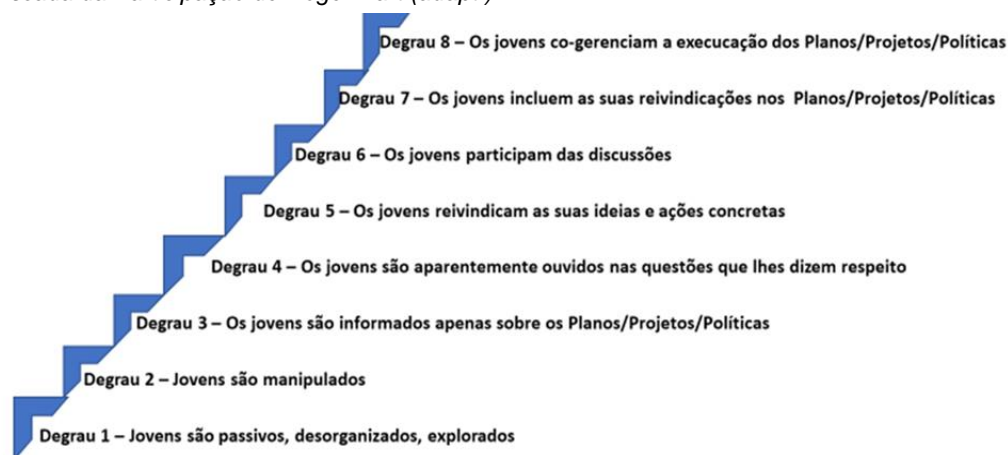 Degrau 8 – Os jovens co-gerenciam a execucação dos Planos/Projetos/Políticas
Degrau 7 – Os jovens incluem as suas reivindicações nos Planos/Projetos/Políticas
Degrau 6 – Os jovens participam das discussões
Degrau 5 – Os jovens reivindicam as suas ideias e ações concretas
Degrau 4 – Os jovens são aparentemente ouvidos nas questões que lhes dizem respeito
Degrau 3 – Os jovens são informados apenas sobre os Planos/Projetos/Políticas
Degrau 2 – Jovens são manipulados
Degrau 1 – Jovens são passivos, desorganizados, explorados